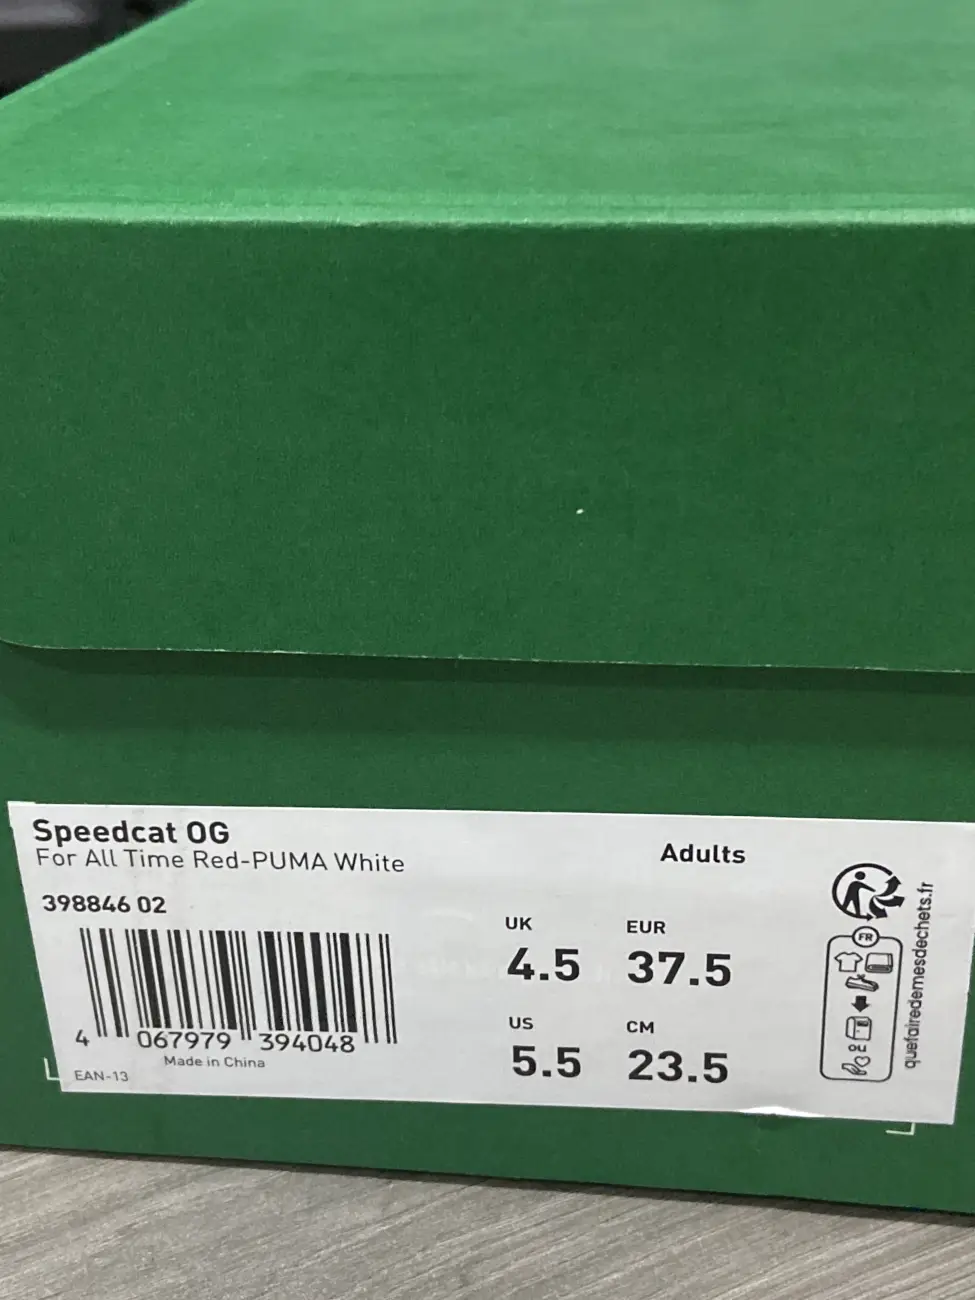 Speedcat OG
For All Time Red-PUMA White
Adults
398846 02
UK
EUR
4.5
37.5
US
CM
5.5
23.5
4 067979 394048
Made in China
EAN-13
FR
OU
quefairedemesdechets.fr